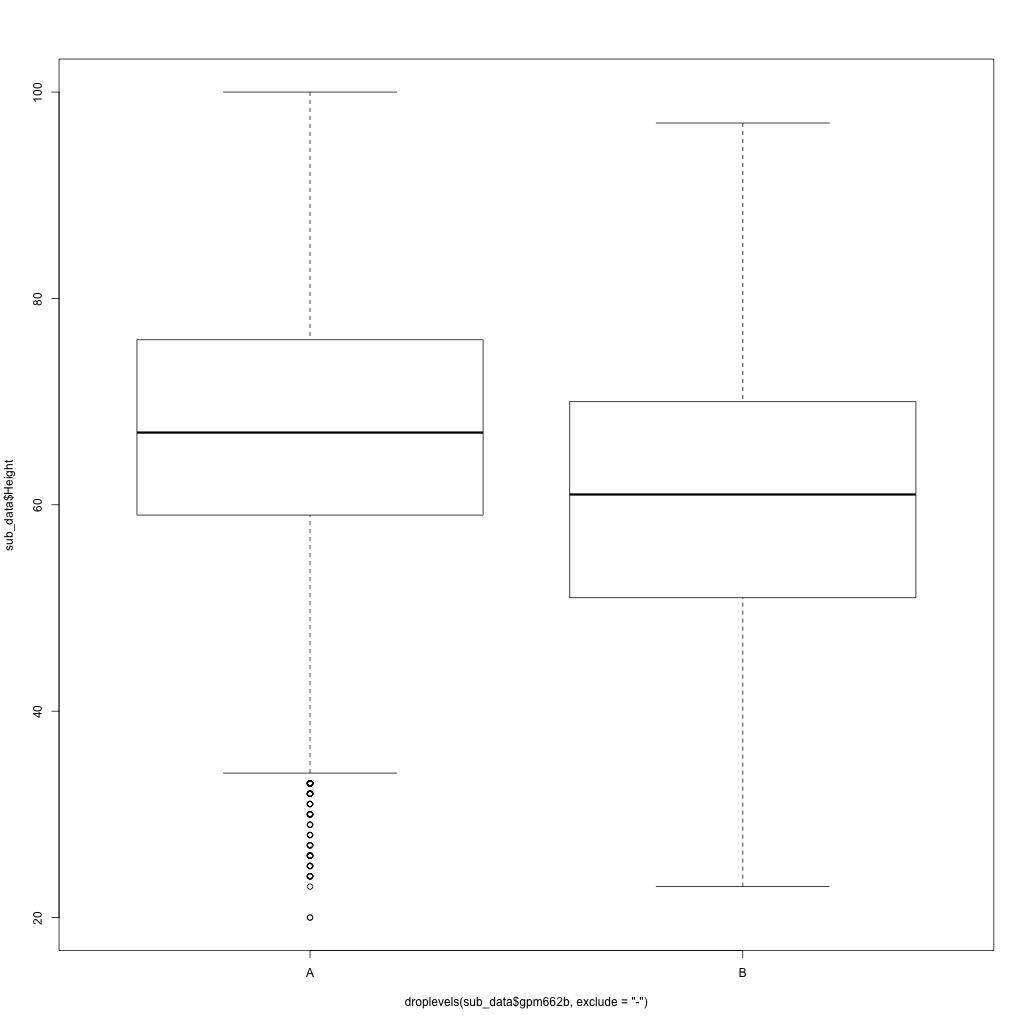 100
80
60
40
20
sub_data$Height
A B
droplevels(sub_data$gpm662b, exclude = "-")